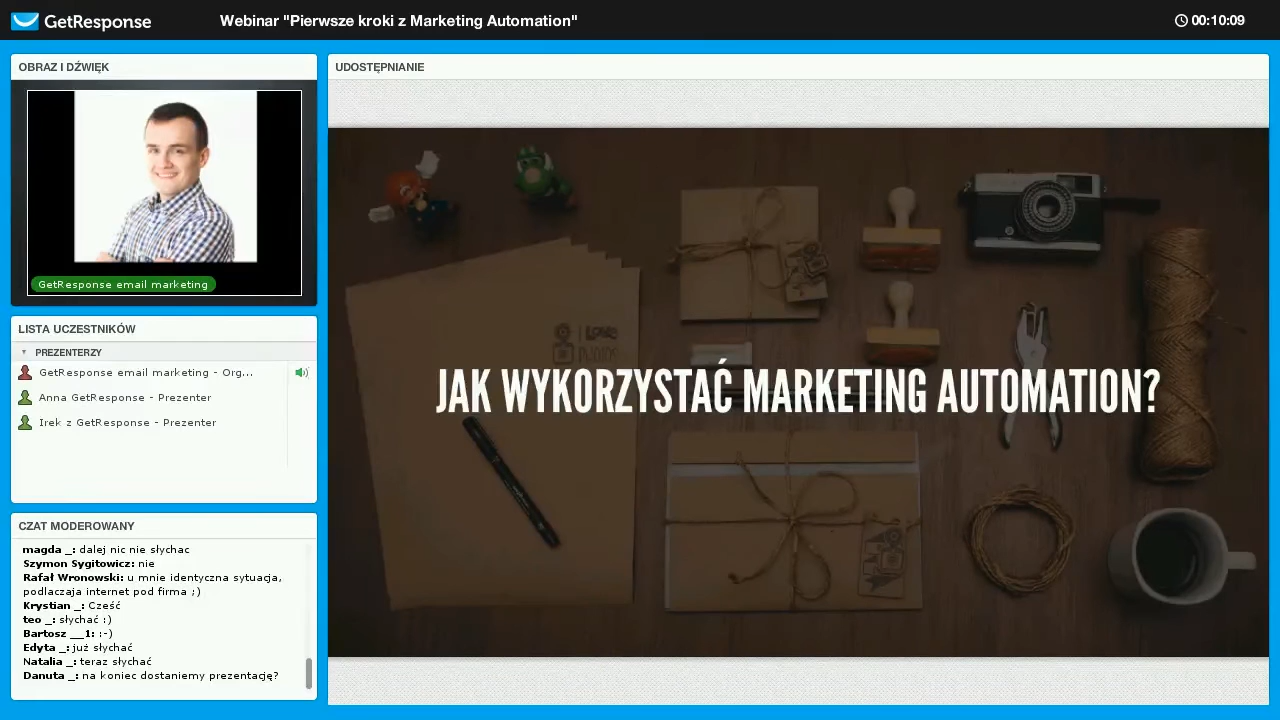 GetResponse
Webinar "Pierwsze kroki z Marketing Automation"
00:10:09
OBRAZ I DŹWIĘK
GetResponse email marketing
LISTA UCZESTNIKÓW
PREZENTERZY
GetResponse email marketing - Org...
Anna GetResponse - Prezenter
Irek z GetResponse - Prezenter
CZAT MODEROWANY
magda _: dalej nic nie słychac
Szymon Sygitowicz: nie
Rafał Wronowski: u mnie identyczna sytuacja,
podlaczaja internet pod firma ;)
Krystian _: Cześć
teo _: słychać :)
Bartosz __1: :-)
Edyta _: już słychać
Natalia _: teraz słychać
Danuta _: na koniec dostaniemy prezentację?
UDOSTĘPNIANIE
LOVE
JAK WYKORZYSTAĆ MARKETING AUTOMATION?